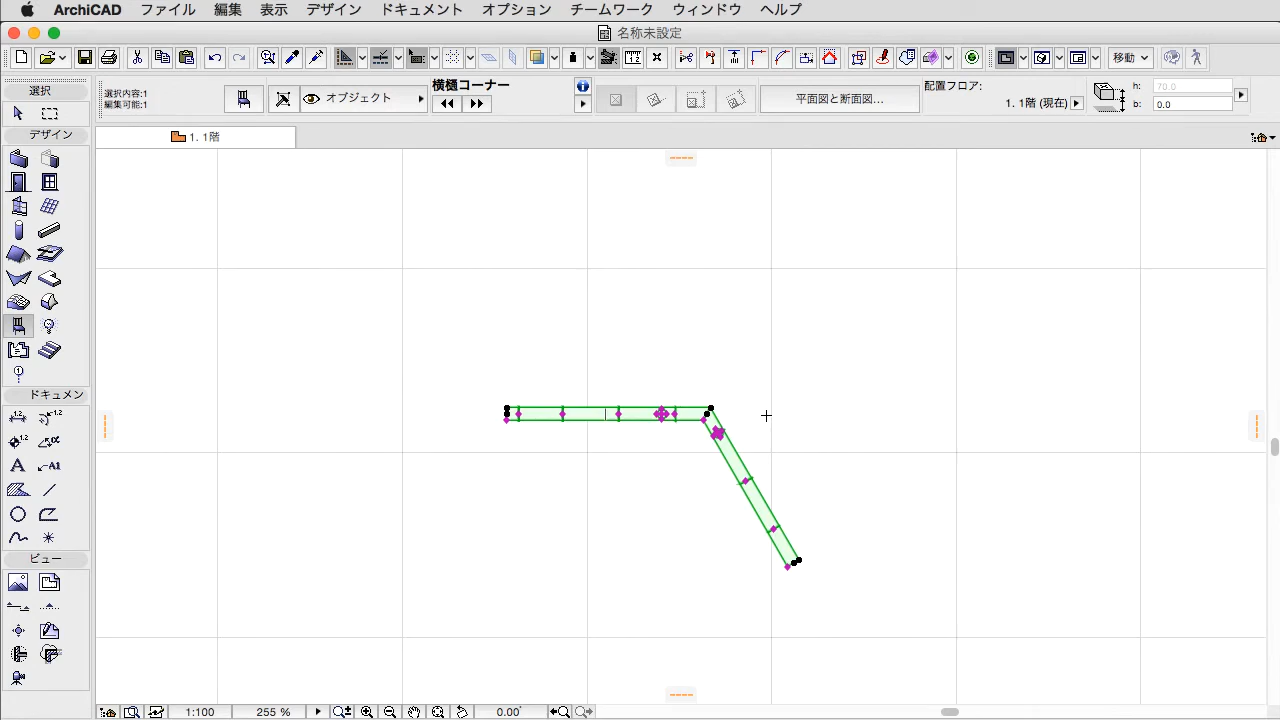 ArchiCAD ファイル 編集 表示 デザイン ドキュメント オプション チームワーク ウィンドウ ヘルプ
名称未設定
移動
選択
選択内容:1
編集可能:1
オブジェクト
横樋コーナー
平面図と断面図...
配置フロア:
1. 1階 (現在)
h: 70.0
b: 0.0
デザイン
1. 1階
ドキュメン
A
A1
ビュー
1:100
255 %
0.00°